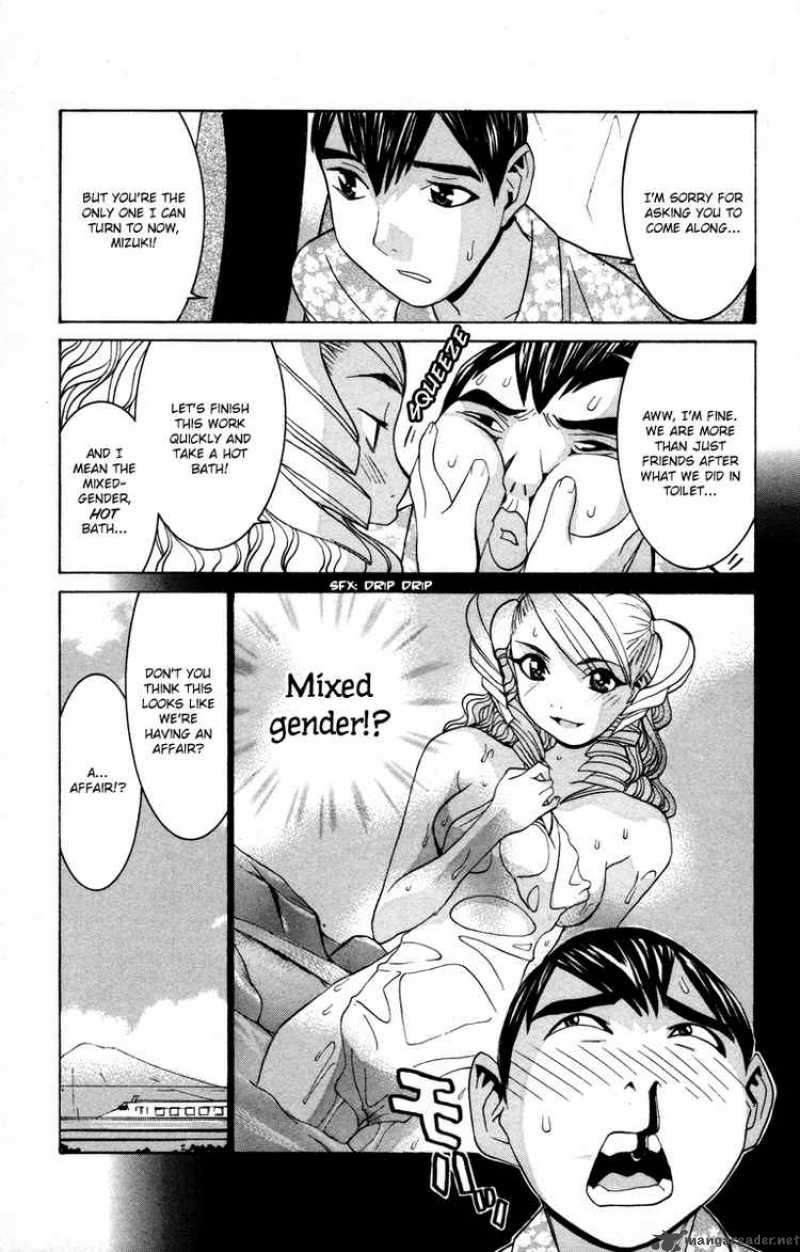 I'M SORRY FOR
ASKING YOU TO
COME ALONG...
BUT YOU'RE THE
ONLY ONE I CAN
TURN TO NOW,
MIZUKI!
AWW, I'M FINE.
WE ARE MORE
THAN JUST
FRIENDS AFTER
WHAT WE DID IN
TOILET...
SQUEEZE
LET'S FINISH
THIS WORK
QUICKLY AND
TAKE A HOT
BATH!
AND I
MEAN THE
MIXED-
GENDER,
HOT
BATH...
SFX: DRIP DRIP
Mixed
gender!?
モハッ
DON'T YOU
THINK THIS
LOOKS LIKE
WE'RE
HAVING AN
AFFAIR?
A...
AFFAIR!?
mangareader.net